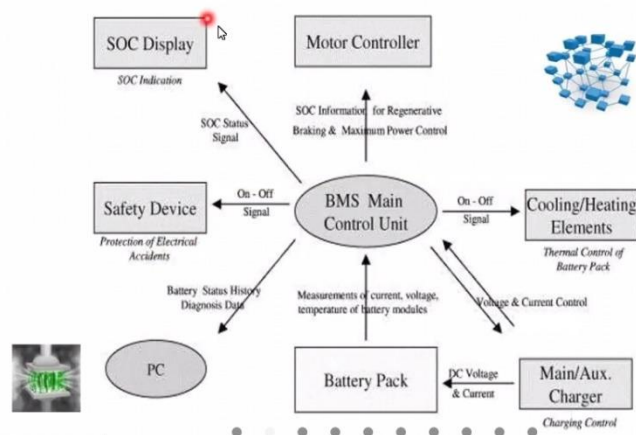 SOC Display
SOC Indication
Motor Controller
SOC Status
Signal
SOC Information for Regenerative
Braking & Maximum Power Control
Safety Device
Protection of Electrical
Accidents
On - Off
Signal
BMS Main
Control Unit
On - Off
Signal
Cooling/Heating
Elements
Thermal Control of
Battery Pack
Battery Status History
Diagnosis Data
Measurements of current, voltage,
temperature of battery modules
Voltage & Current Control
PC
Battery Pack
DC Voltage
& Current
Main/Aux.
Charger
Charging Control